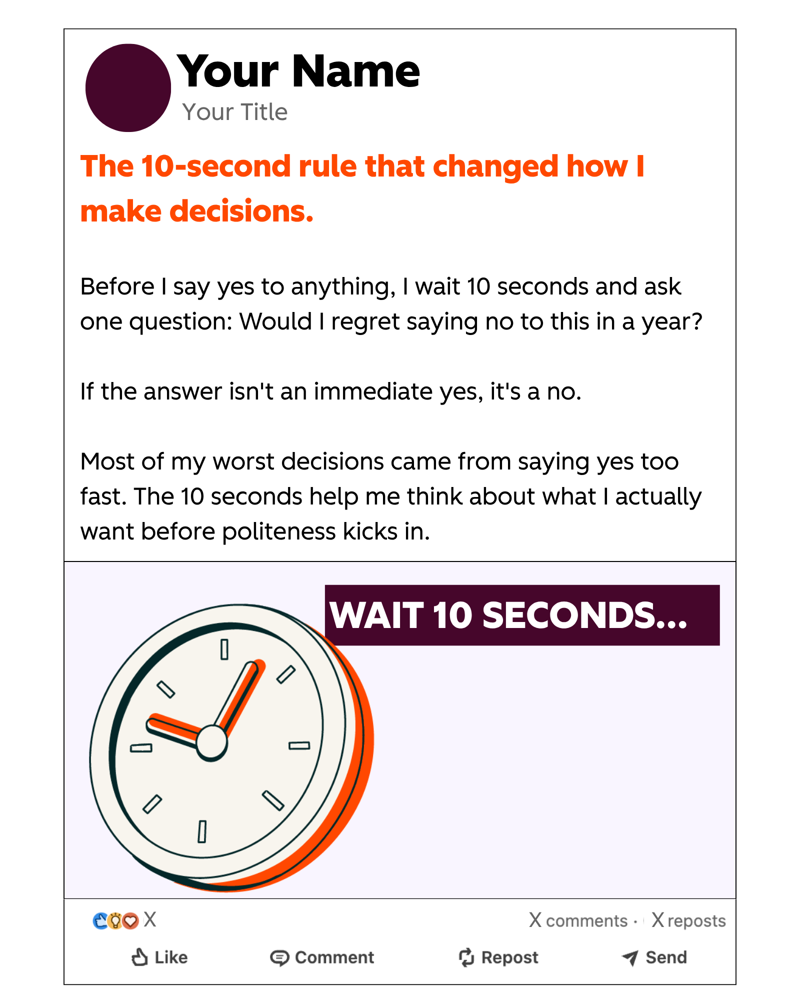 Your Name
Your Title
The 10-second rule that changed how I
make decisions.
Before I say yes to anything, I wait 10 seconds and ask
one question: Would I regret saying no to this in a year?
If the answer isn't an immediate yes, it's a no.
Most of my worst decisions came from saying yes too
fast. The 10 seconds help me think about what I actually
want before politeness kicks in.
WAIT 10 SECONDS...
X
X comments · X reposts
Like
Comment
Repost
Send